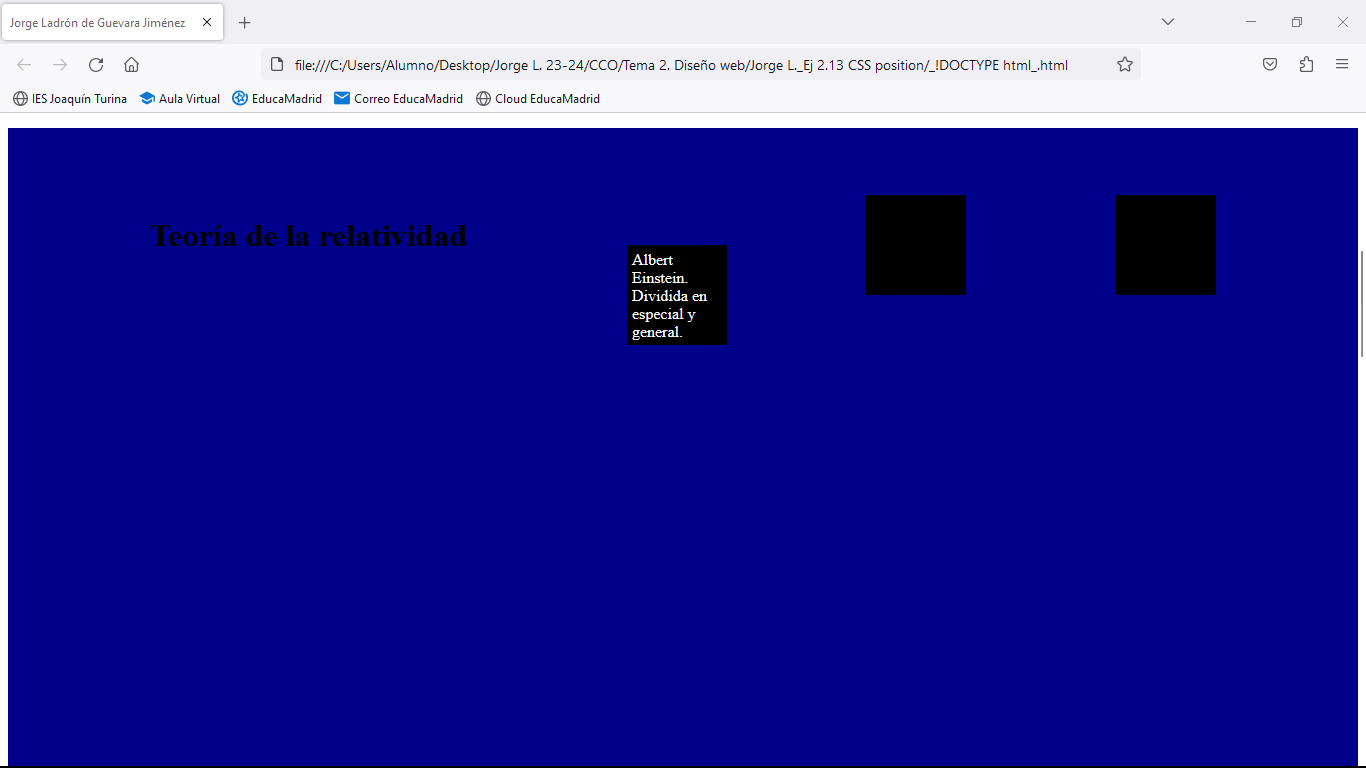 Jorge Ladrón de Guevara Jiménez
file:///C:/Users/Alumno/Desktop/Jorge L. 23-24/CCO/Tema 2. Diseño web/Jorge L._Ej 2.13 CSS position/_!DOCTYPE html_.html
IES Joaquín Turina Aula Virtual EducaMadrid Correo EducaMadrid Cloud EducaMadrid
Teoría de la relatividad
Albert
Einstein.
Dividida en
especial y
general.